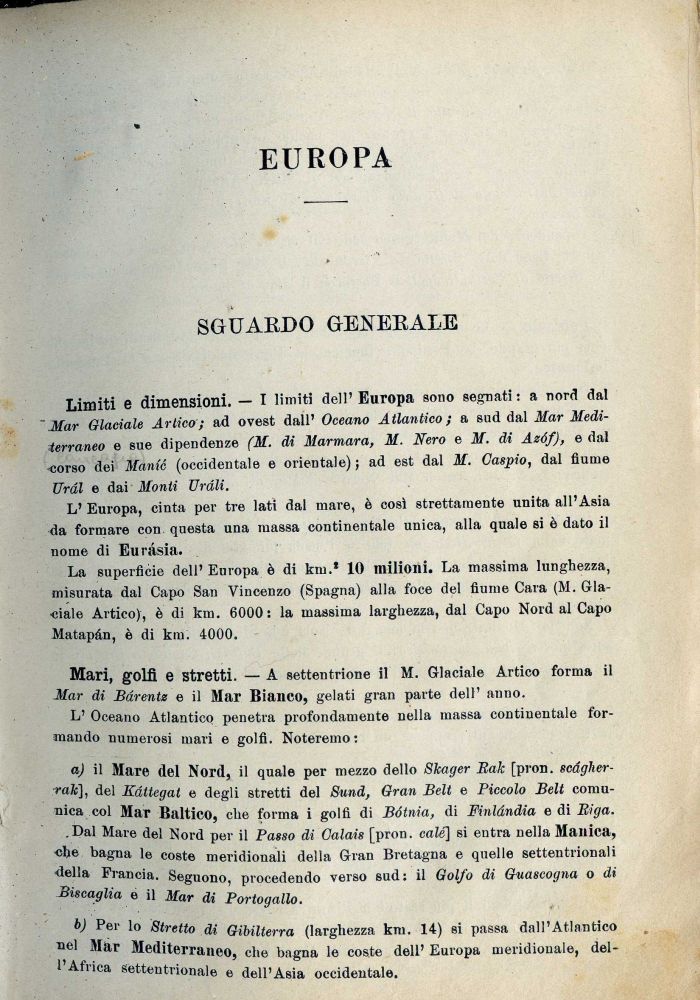 EUROPA
SGUARDO GENERALE
Limiti e dimensioni. — I limiti dell' Europa sono segnati: a nord dal
Mar Glaciale Artico; ad ovest dall' Oceano Atlantico; a sud dal Mar Medi-
terraneo e sue dipendenze (M. di Marmara, M. Nero e M. di Azóf), e dal
corso dei Maníć (occidentale e orientale); ad est dal M. Caspio, dal fiume
Urál e dai Monti Uráli.
L' Europa, cinta per tre lati dal mare, è così strettamente unita all'Asia
da formare con questa una massa continentale unica, alla quale si è dato il
nome di Eurásia.
La superficie dell' Europa è di km.² 10 milioni. La massima lunghezza,
misurata dal Capo San Vincenzo (Spagna) alla foce del fiume Cara (M. Gla-
ciale Artico), è di km. 6000: la massima larghezza, dal Capo Nord al Capo
Matapán, è di km. 4000.
Mari, golfi e stretti. — A settentrione il M. Glaciale Artico forma il
Mar di Bárentz e il Mar Bianco, gelati gran parte dell' anno.
L' Oceano Atlantico penetra profondamente nella massa continentale for-
mando numerosi mari e golfi. Noteremo:
a) il Mare del Nord, il quale per mezzo dello Skager Rak [pron. scágher-
rak], del Káttegat e degli stretti del Sund, Gran Belt e Piccolo Belt comu-
nica col Mar Baltico, che forma i golfi di Bótnia, di Finlándia e di Riga.
Dal Mare del Nord per il Passo di Calais [pron. calé] si entra nella Manica,
che bagna le coste meridionali della Gran Bretagna e quelle settentrionali
della Francia. Seguono, procedendo verso sud: il Golfo di Guascogna o di
Biscaglia e il Mar di Portogallo.
b) Per lo Stretto di Gibilterra (larghezza km. 14) si passa dall'Atlantico
nel Mar Mediterraneo, che bagna le coste dell' Europa meridionale, del-
l'Africa settentrionale e dell'Asia occidentale.